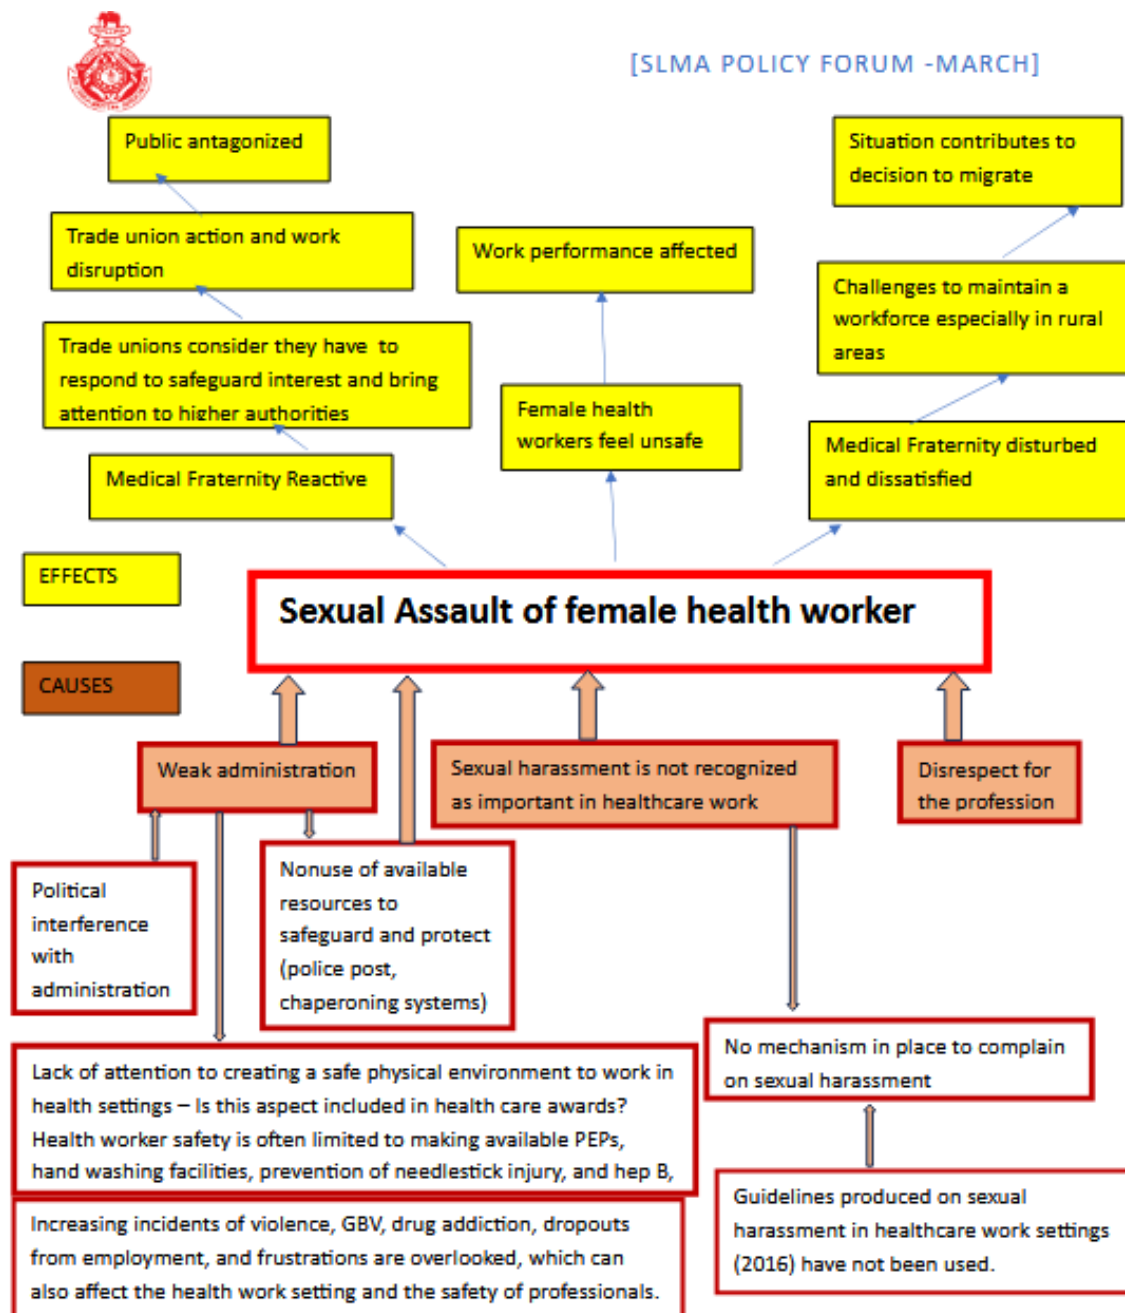 [SLMA POLICY FORUM -MARCH]
Public antagonized
Situation contributes to
decision to migrate
Trade union action and work
disruption
Work performance affected
Challenges to maintain a
workforce especially in rural
areas
Trade unions consider they have to
respond to safeguard interest and bring
attention to higher authorities
Female health
workers feel unsafe
Medical Fraternity disturbed
and dissatisfied
Medical Fraternity Reactive
EFFECTS
Sexual Assault of female health worker
CAUSES
Weak administration
Sexual harassment is not recognized
as important in healthcare work
Disrespect for
the profession
Political
interference
with
administration
Nonuse of available
resources to
safeguard and protect
(police post,
chaperoning systems)
No mechanism in place to complain
on sexual harassment
Lack of attention to creating a safe physical environment to work in
health settings – Is this aspect included in health care awards?
Health worker safety is often limited to making available PEPs,
hand washing facilities, prevention of needlestick injury, and hep B,
Guidelines produced on sexual
harassment in healthcare work settings
(2016) have not been used.
Increasing incidents of violence, GBV, drug addiction, dropouts
from employment, and frustrations are overlooked, which can
also affect the health work setting and the safety of professionals.